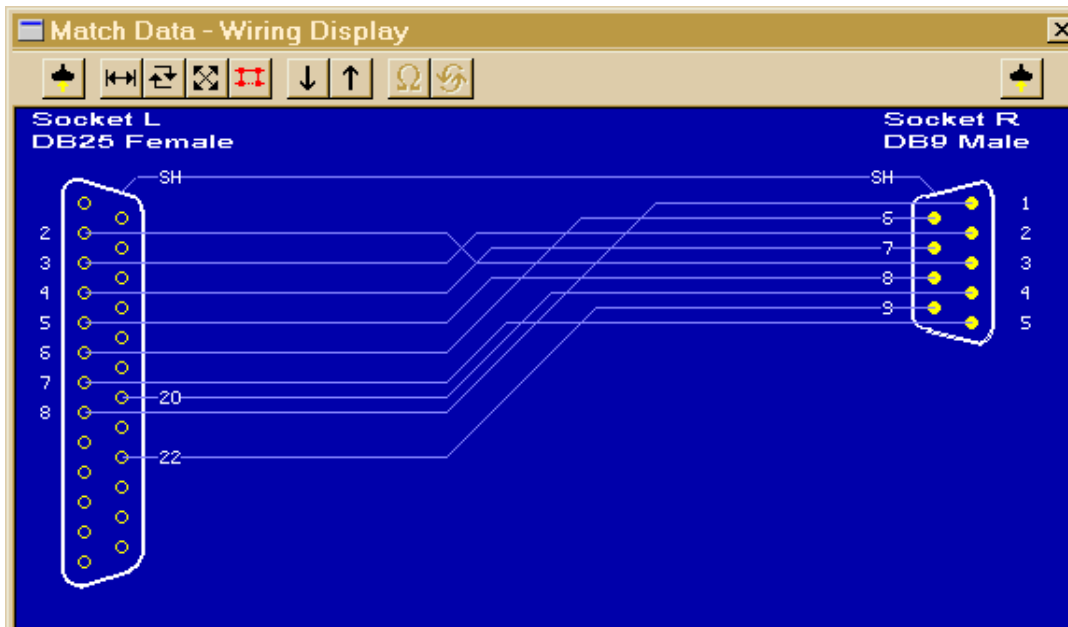 Match Data - Wiring Display
Ω
Socket L
DB25 Female
Socket R
DB9 Male
SH
SH
1
6
2
2
7
3
3
8
4
4
9
5
5
6
7
20
8
22